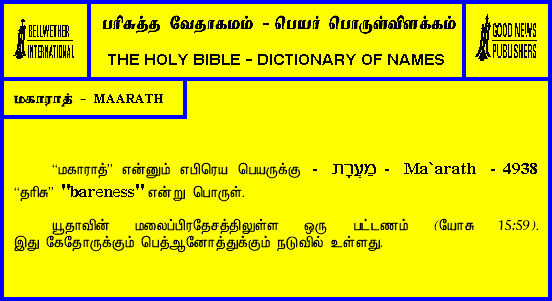 BELLWETHER
INTERNATIONAL
பரிசுத்த வேதாகமம் - பெயர் பொருள்விளக்கம்
THE HOLY BIBLE - DICTIONARY OF NAMES
GOOD NEWS
PUBLISHERS
மகாராத் - MAARATH
“மகாராத்” என்னும் எபிரெய பெயருக்கு - מַעֲרָת - Ma`arath - 4938
“தரிசு” "bareness" என்று பொருள்.
யூதாவின் மலைப்பிரதேசத்திலுள்ள ஒரு பட்டணம் (யோசு 15:59).
இது கேதோருக்கும் பெத்ஆனோத்துக்கும் நடுவில் உள்ளது.